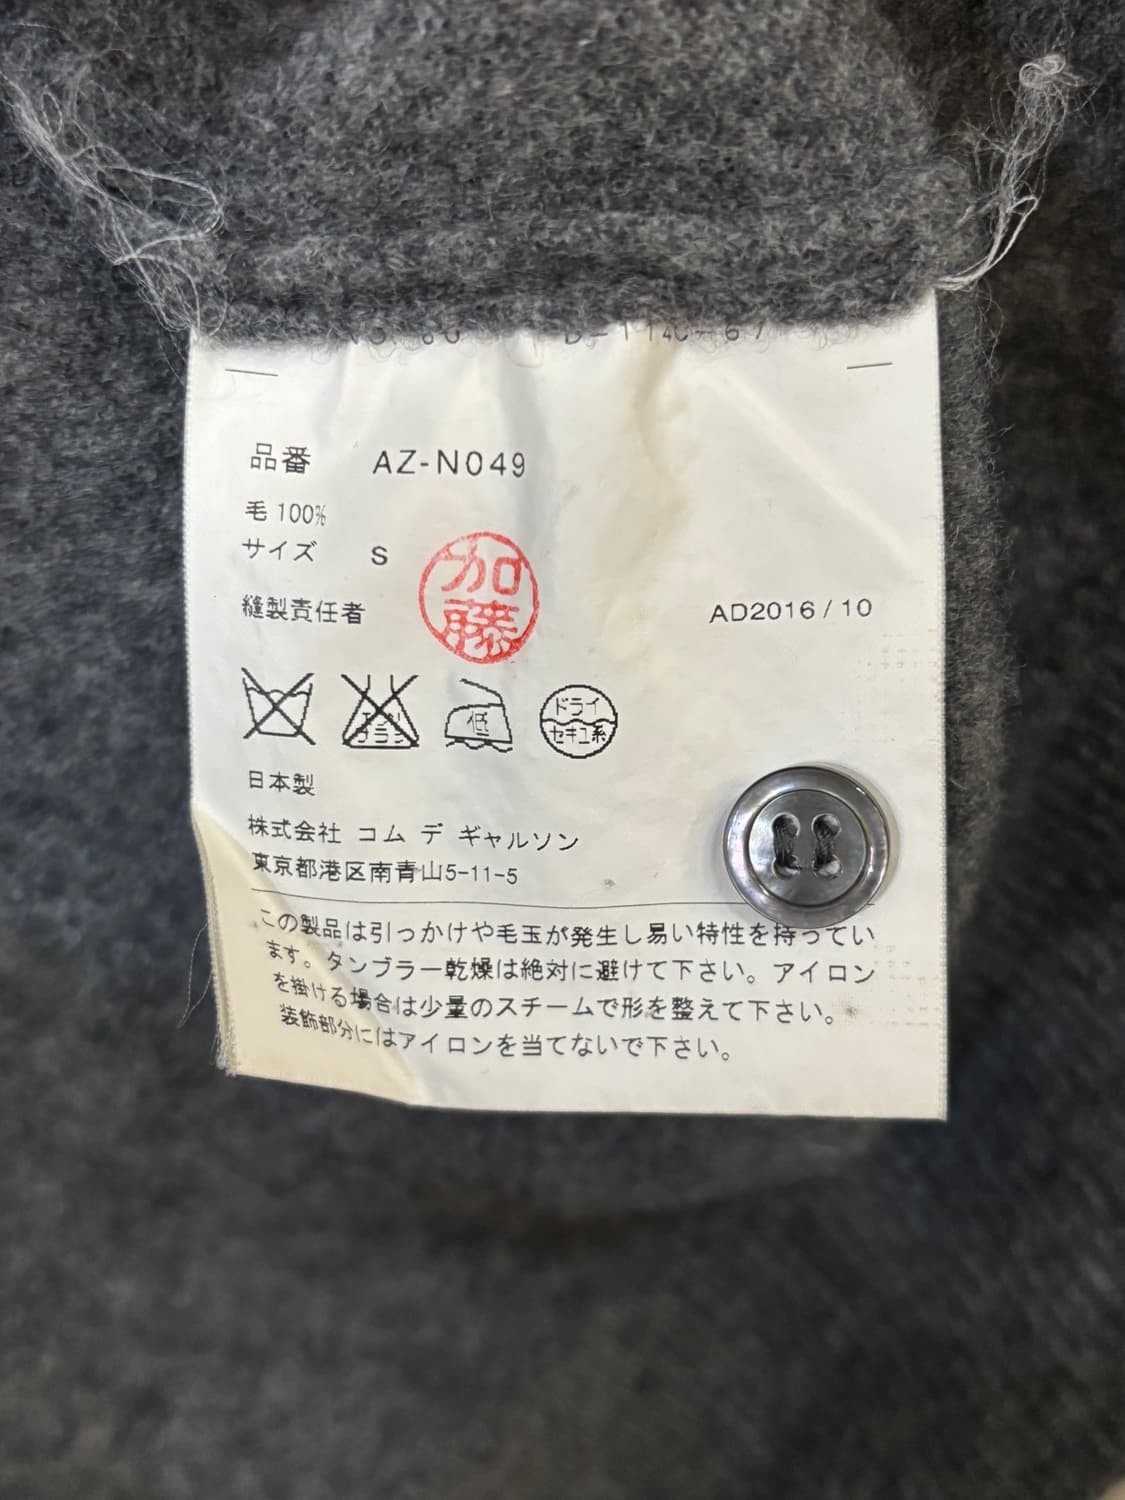 品番 AZ-N049
毛 100%
サイズ S
加藤
縫製責任者
AD2016 / 10
低
ドライ
セキユ系
日本製
株式会社 コム デ ギャルソン
東京都港区南青山5-11-5
この製品は引っかけや毛玉が発生し易い特性を持ってい
ます。タンブラー乾燥は絶対に避けて下さい。アイロン
を掛ける場合は少量のスチームで形を整えて下さい。
装飾部分にはアイロンを当てないで下さい。